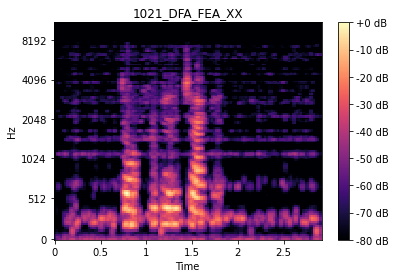 1021_DFA_FEA_XX
8192
4096
2048
1024
512
0
Hz
0 0.5 1 1.5 2 2.5
Time
+0 dB
-10 dB
-20 dB
-30 dB
-40 dB
-50 dB
-60 dB
-70 dB
-80 dB